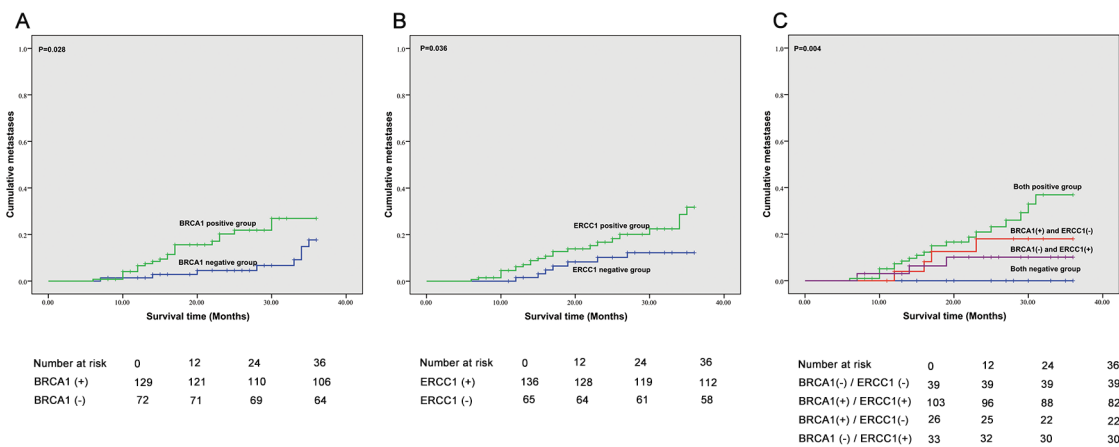 A
P=0.028
1.0
0.8
0.6
0.4
0.2
0.0
Cumulative metastases
BRCA1 positive group
BRCA1 negative group
0.00 10.00 20.00 30.00 40.00
Survival time (Months)
Number at risk 0 12 24 36
BRCA1 (+) 129 121 110 106
BRCA1 (-) 72 71 69 64
B
P=0.036
1.0
0.8
0.6
0.4
0.2
0.0
Cumulative metastases
ERCC1 positive group
ERCC1 negative group
0.00 10.00 20.00 30.00 40.00
Survival time (Months)
Number at risk 0 12 24 36
ERCC1 (+) 136 128 119 112
ERCC1 (-) 65 64 61 58
C
P=0.004
1.0
0.8
0.6
0.4
0.2
0.0
Cumulative metastases
Both positive group
BRCA1(+) and ERCC1(-)
BRCA1(-) and ERCC1(+)
Both negative group
0.00 10.00 20.00 30.00 40.00
Survival time (Months)
Number at risk 0 12 24 36
BRCA1(-) / ERCC1 (-) 39 39 39 39
BRCA1(+) / ERCC1(+) 103 96 88 82
BRCA1(+) / ERCC1(-) 26 25 22 22
BRCA1 (-) / ERCC1(+) 33 32 30 30